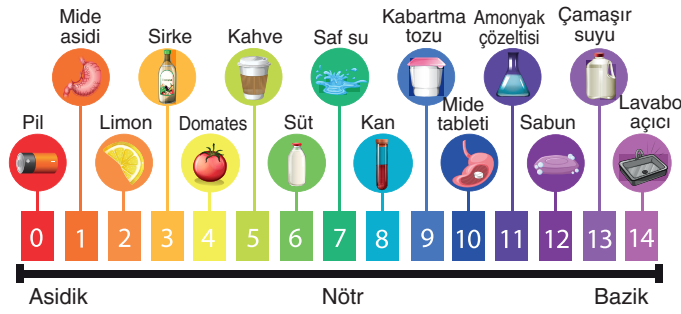 Mide
asidi
Sirke
Kahve
Saf su
Kabartma
tozu
Amonyak
çözeltisi
Çamaşır
suyu
Pil
Limon
Domates
Süt
Kan
Mide
tableti
Sabun
Lavabo
açıcı
0 1 2 3 4 5 6 7 8 9 10 11 12 13 14
Asidik Nötr Bazik